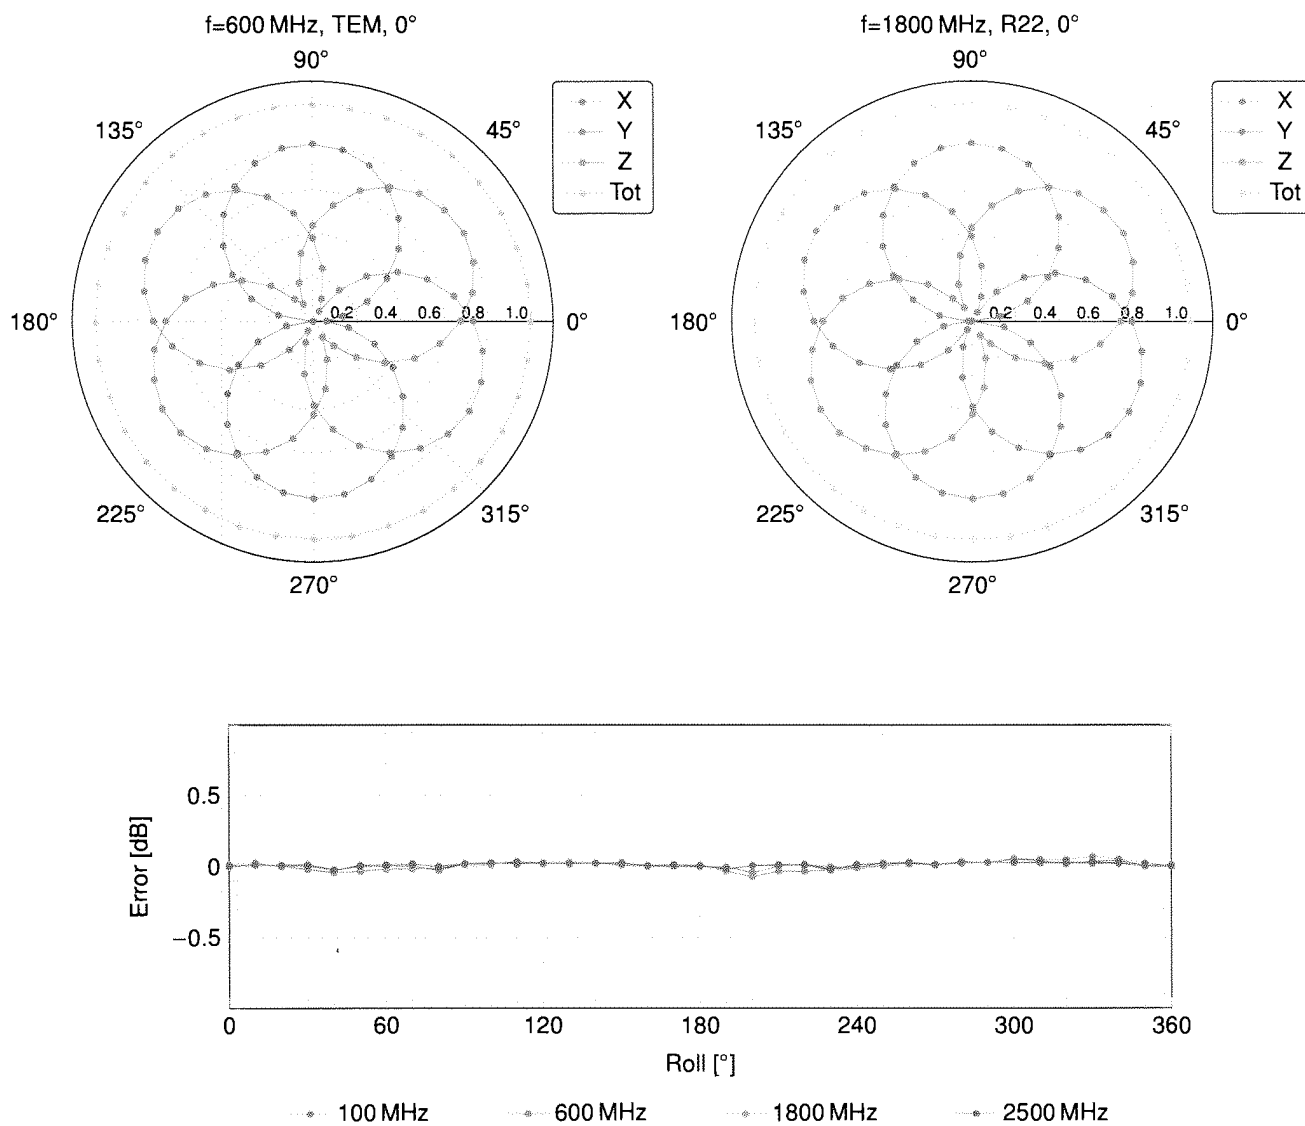 f=600 MHz, TEM, 0°
90°
135°
45°
180°
0.2 0.4 0.6 0.8 1.0
0°
225°
315°
270°
X
Y
Z
Tot
f=1800 MHz, R22, 0°
90°
135°
45°
180°
0.2 0.4 0.6 0.8 1.0
0°
225°
315°
270°
X
Y
Z
Tot
Error [dB]
0.5
0
−0.5
0 60 120 180 240 300 360
Roll [°]
100 MHz 600 MHz 1800 MHz 2500 MHz